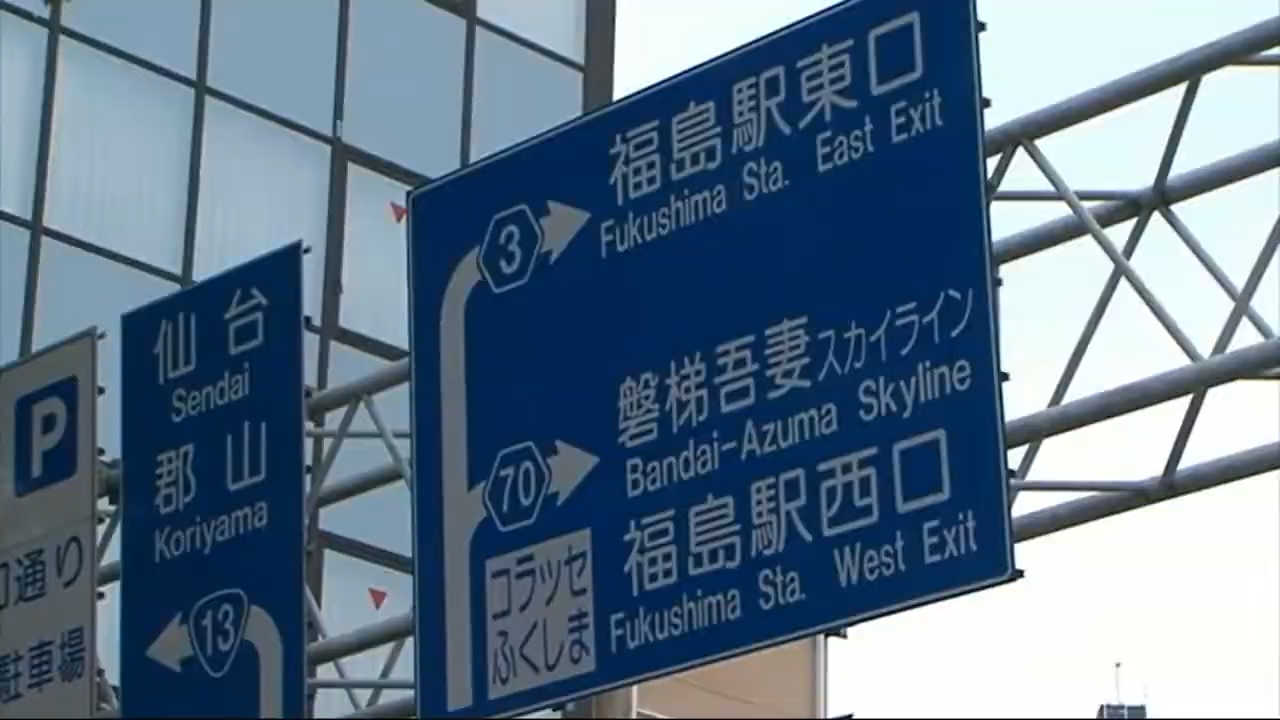 P
口通り
駐車場
仙台
Sendai
郡山
Koriyama
13
福島駅東口
Fukushima Sta. East Exit
3
磐梯吾妻スカイライン
Bandai-Azuma Skyline
70
福島駅西口
Fukushima Sta. West Exit
コラッセ
ふくしま